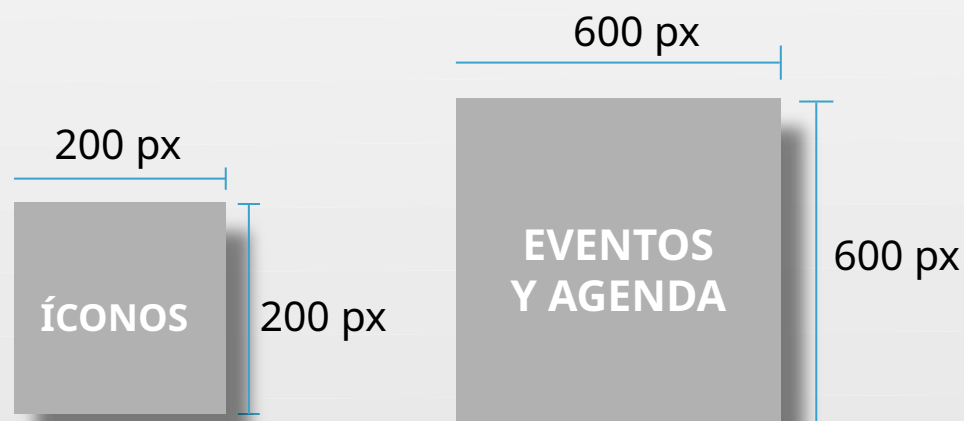 600 px
200 px
EVENTOS
Y AGENDA
600 px
ÍCONOS
200 px